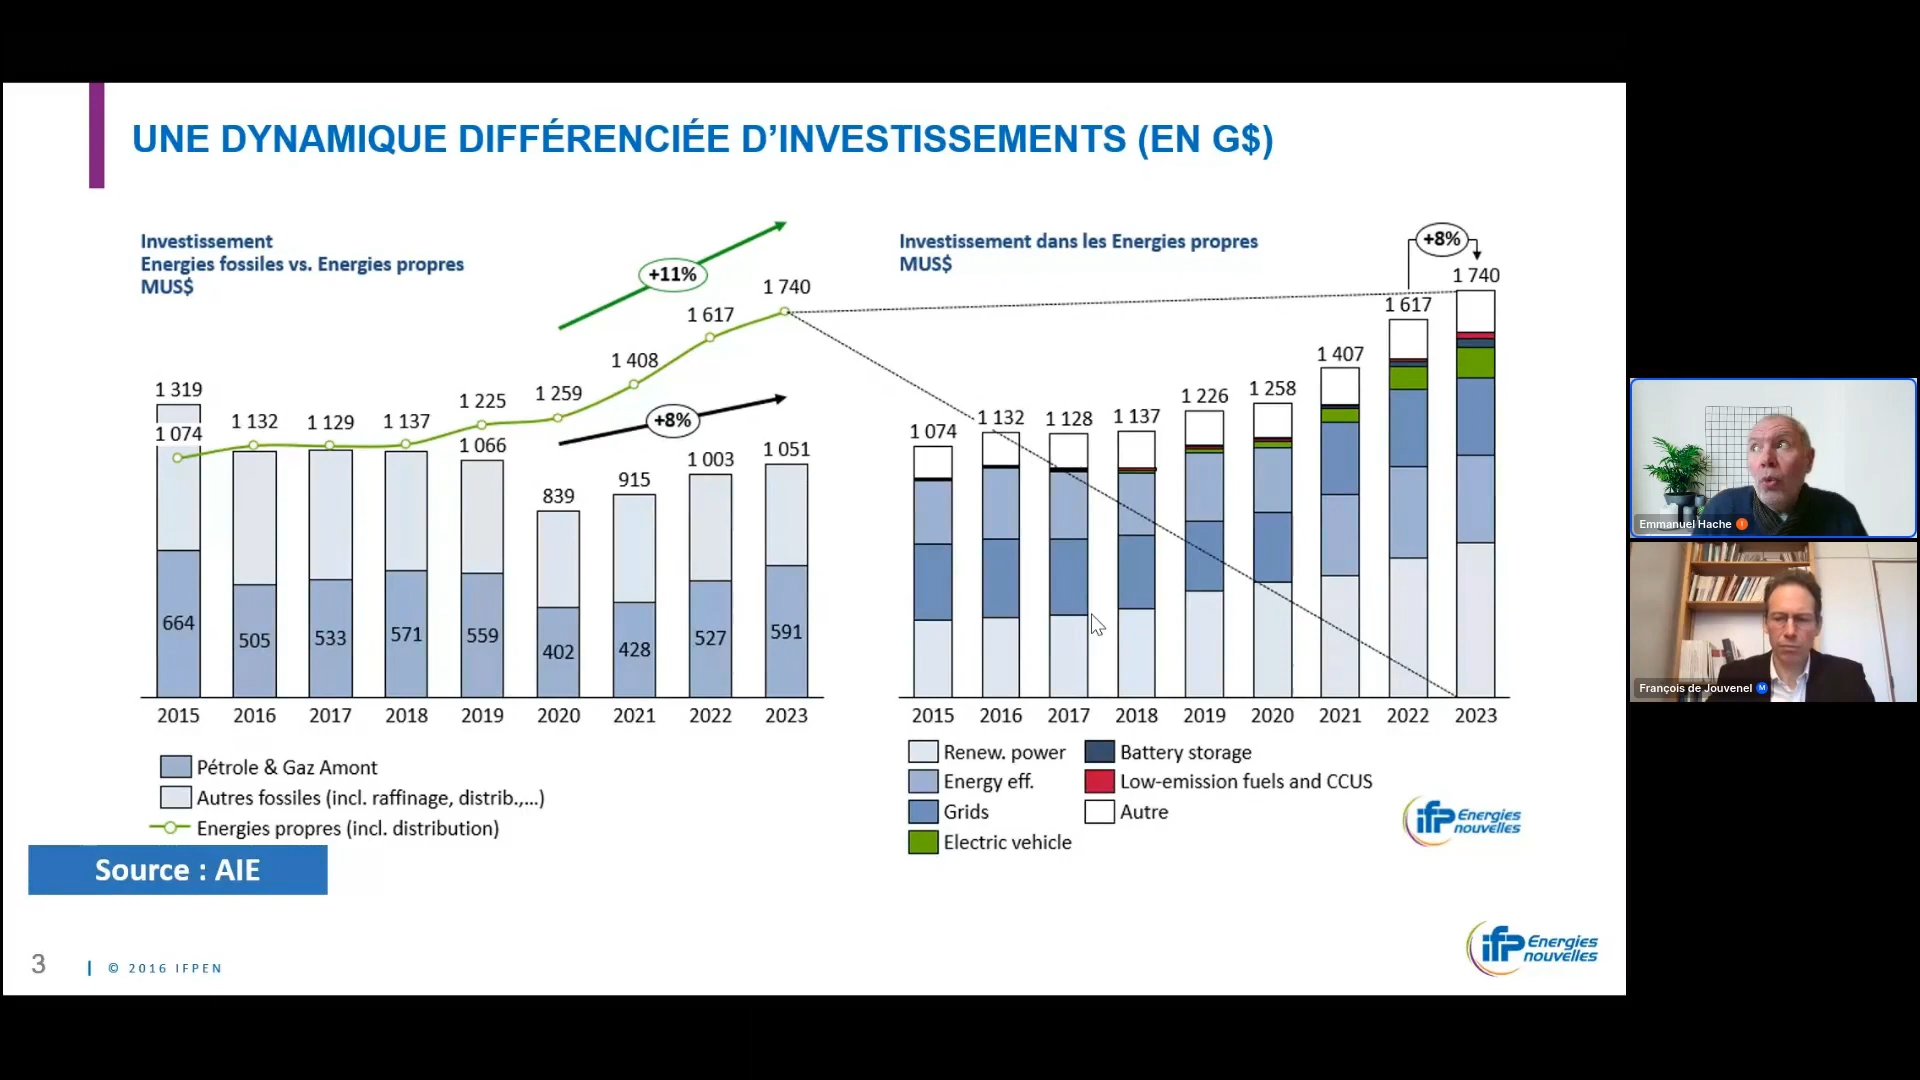 UNE DYNAMIQUE DIFFÉRENCIÉE D’INVESTISSEMENTS (EN G$)
Investissement
Energies fossiles vs. Energies propres
MUS$
+11%
1 740
1 617
1 408
1 319
1 259
1 225
1 132
1 129
1 137
1 074
1 066
+8%
839
915
1 003
1 051
664
505
533
571
559
402
428
527
591
2015 2016 2017 2018 2019 2020 2021 2022 2023
Pétrole & Gaz Amont
Autres fossiles (incl. raffinage, distrib.,...)
Energies propres (incl. distribution)
Source : AIE
Investissement dans les Energies propres
MUS$
+8%
1 074
1 132
1 128
1 137
1 226
1 258
1 407
1 617
1 740
2015 2016 2017 2018 2019 2020 2021 2022 2023
Renew. power
Energy eff.
Grids
Electric vehicle
Battery storage
Low-emission fuels and CCUS
Autre
ifp Energies
nouvelles
ifp Energies
nouvelles
3
© 2016 IFPEN
Emmanuel Hache
I
François de Jouvenel
M